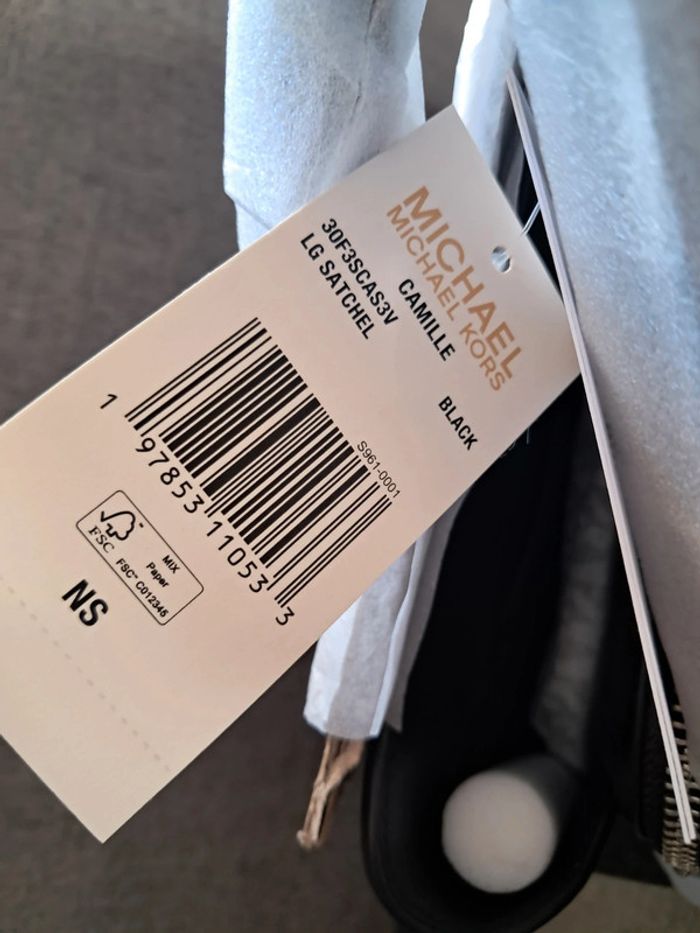 MICHAEL
MICHAEL KORS
CAMILLE BLACK
30F3SCAS3V
LG SATCHEL
S961-0001
1 97853 11053 3
FSC
MIX
Paper
FSC™ C012345
NS